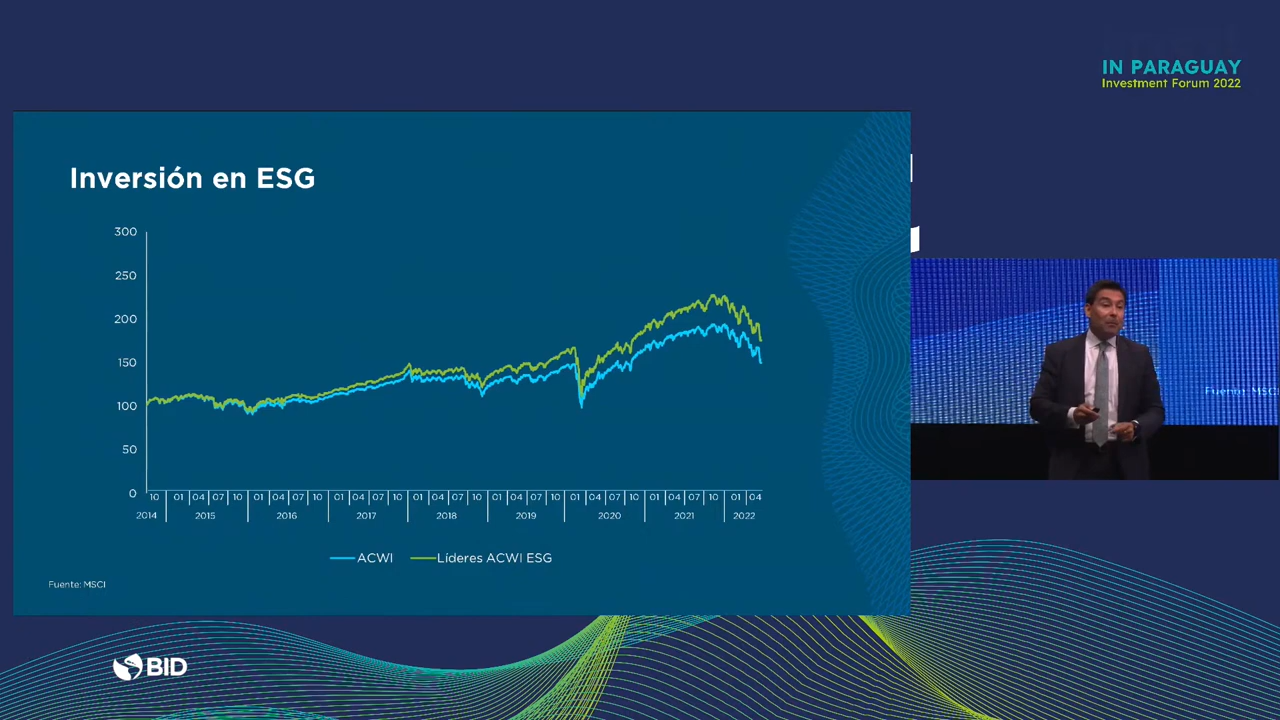 IN PARAGUAY
Investment Forum 2022
Inversión en ESG
300
250
200
150
100
50
0
10 01 04 07 10 01 04 07 10 01 04 07 10 01 04 07 10 01 04 07 10 01 04 07 10 01 04 07 10 01 04
2014 2015 2016 2017 2018 2019 2020 2021 2022
ACWI Líderes ACWI ESG
Fuente: MSCI
Fuente: MSCI
BID